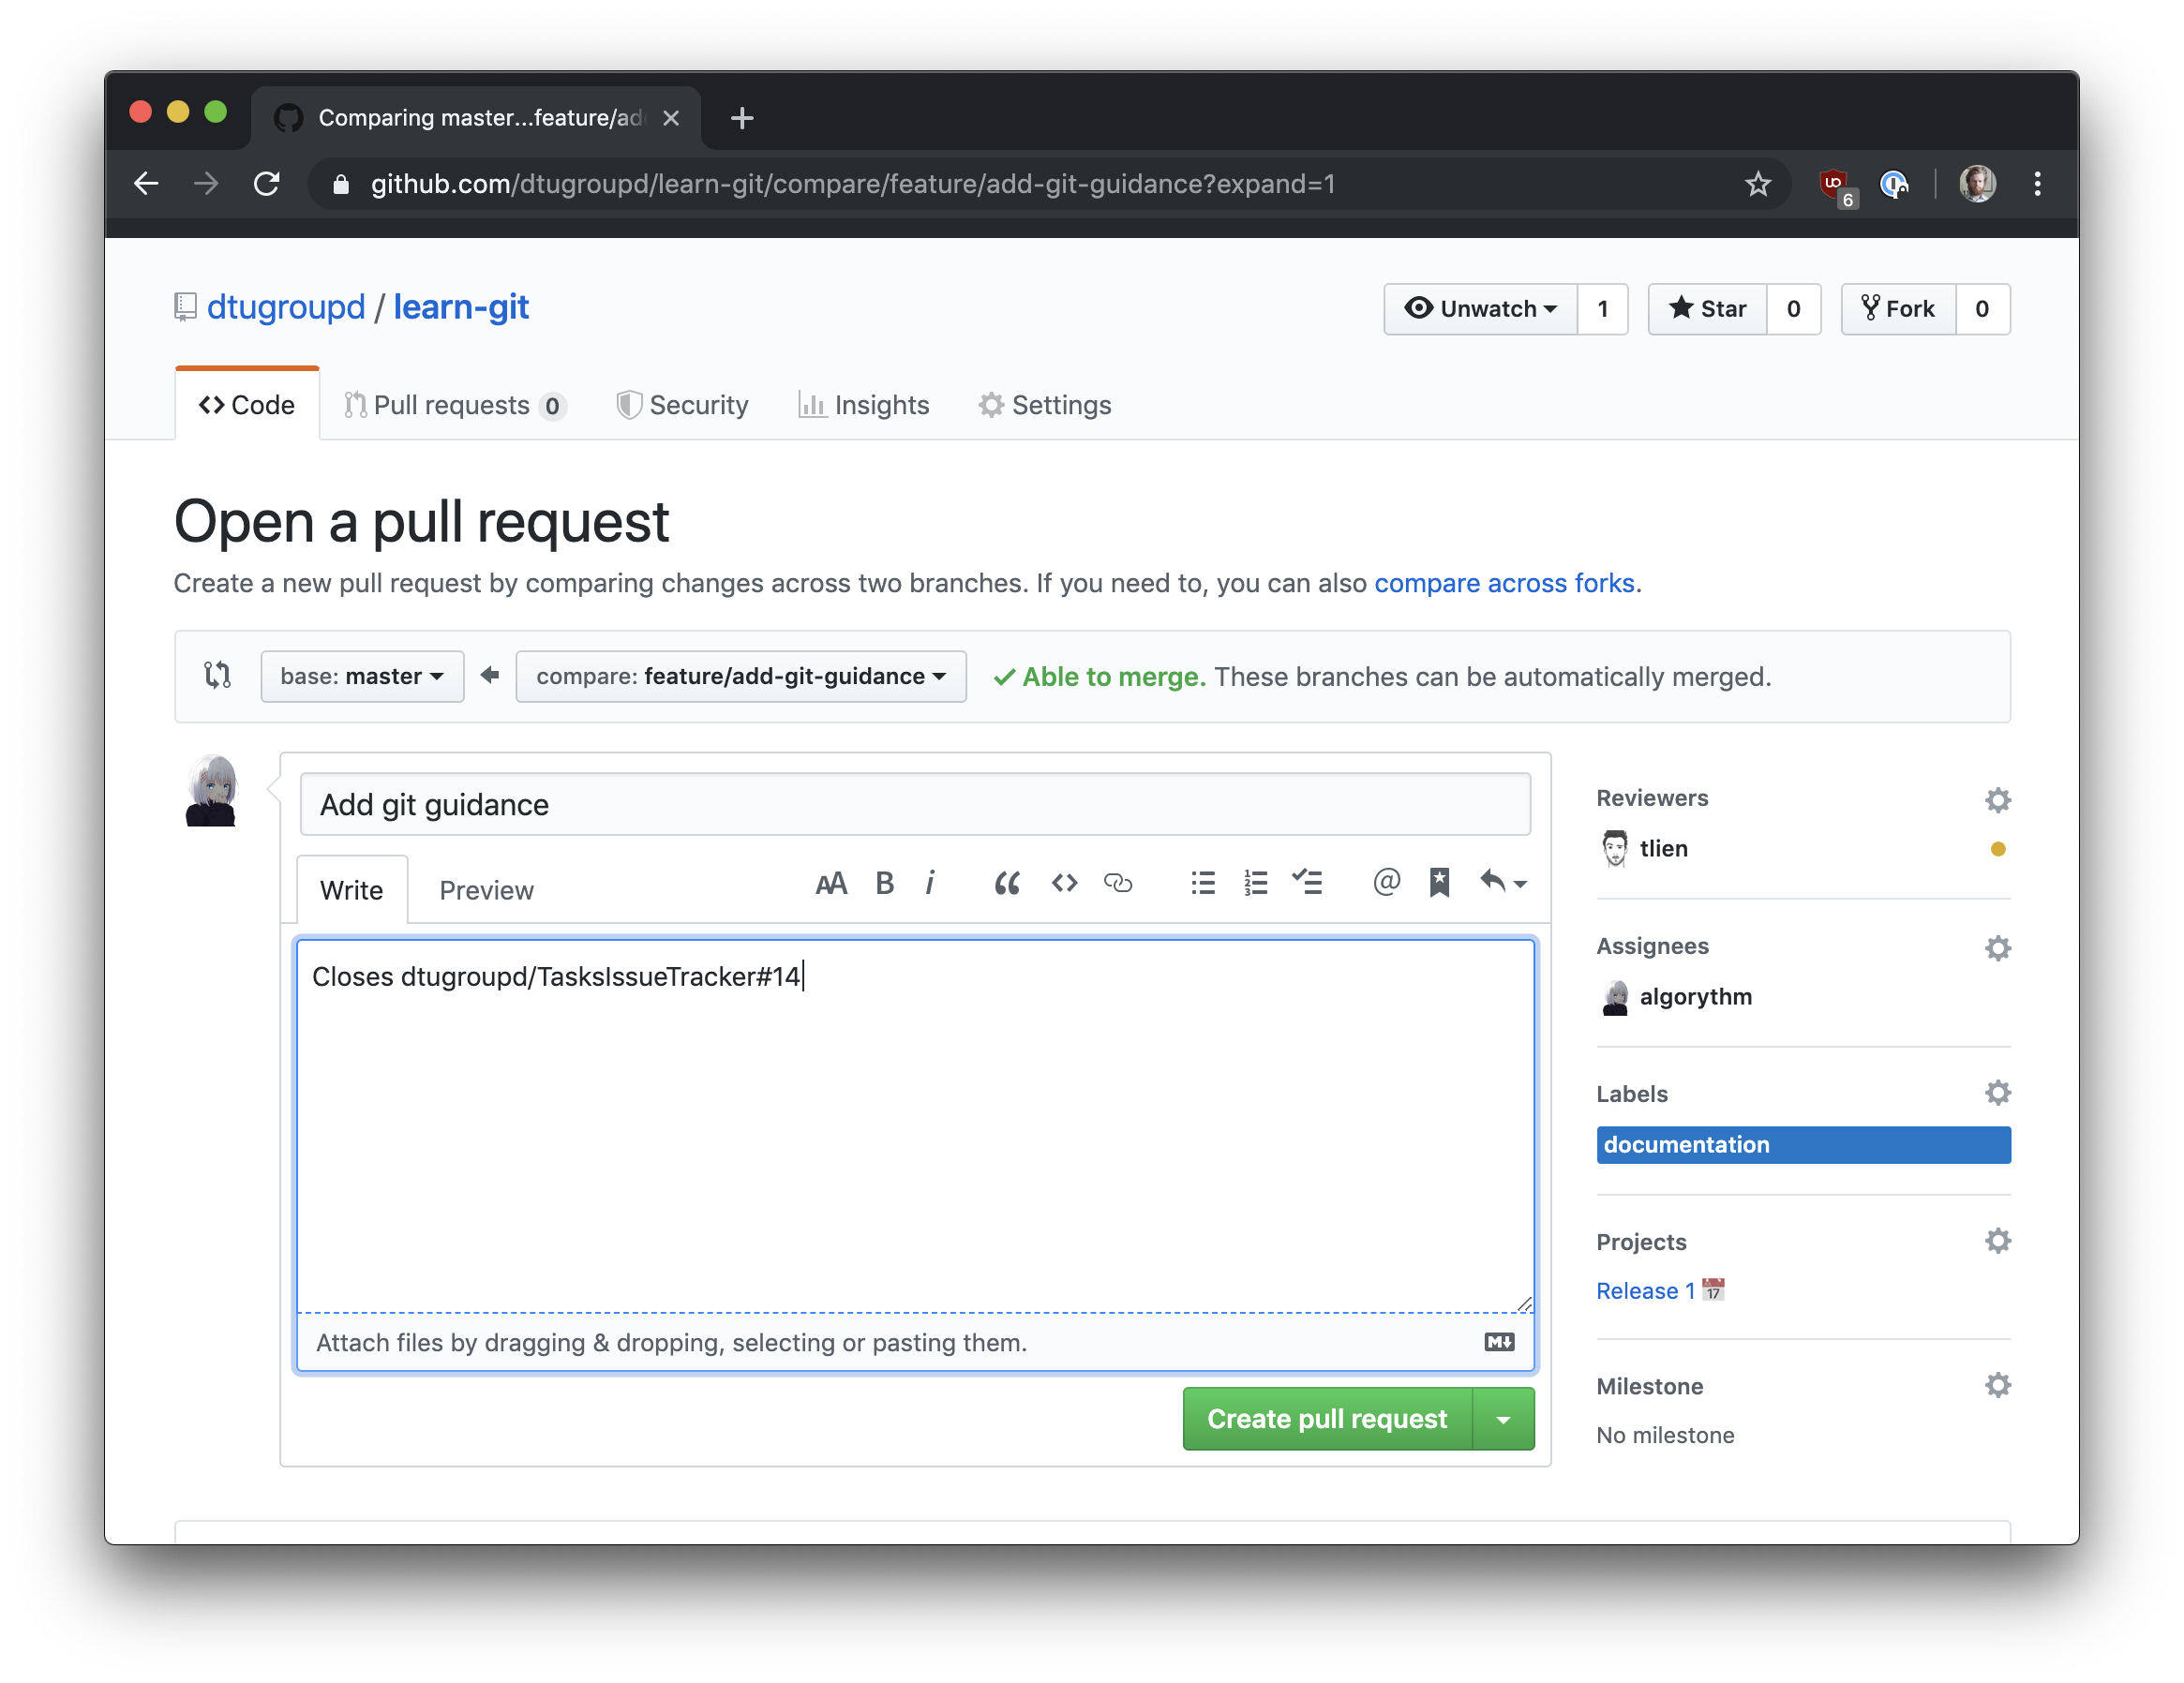 Comparing master...feature/ad
github.com/dtugroupd/learn-git/compare/feature/add-git-guidance?expand=1
6
dtugroupd / learn-git
Unwatch 1 Star 0 Fork 0
Code Pull requests 0 Security Insights Settings
Open a pull request
Create a new pull request by comparing changes across two branches. If you need to, you can also compare across forks.
base: master compare: feature/add-git-guidance Able to merge. These branches can be automatically merged.
Add git guidance
Write Preview AA B i @
Closes dtugroupd/TasksIssueTracker#14
Attach files by dragging & dropping, selecting or pasting them.
Create pull request
Reviewers
tlien
Assignees
algorythm
Labels
documentation
Projects
Release 1 17
Milestone
No milestone